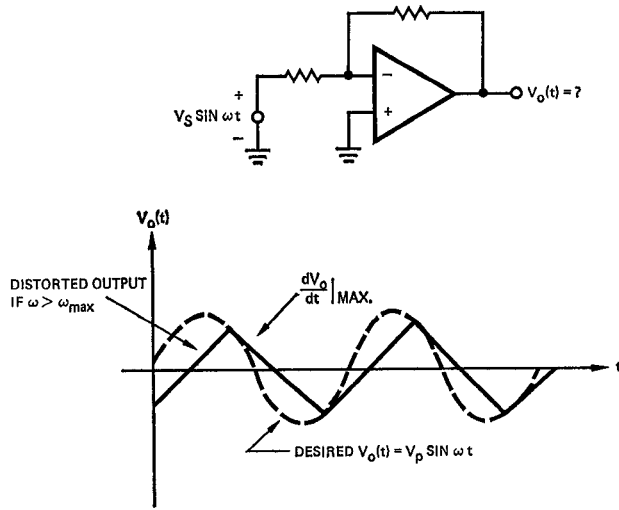 −
+
V_o(t) = ?
+
V_S SIN ωt
−
V_o(t)
DISTORTED OUTPUT
IF ω > ω_max
dV_o
dt | MAX.
t
DESIRED V_o(t) = V_p SIN ωt